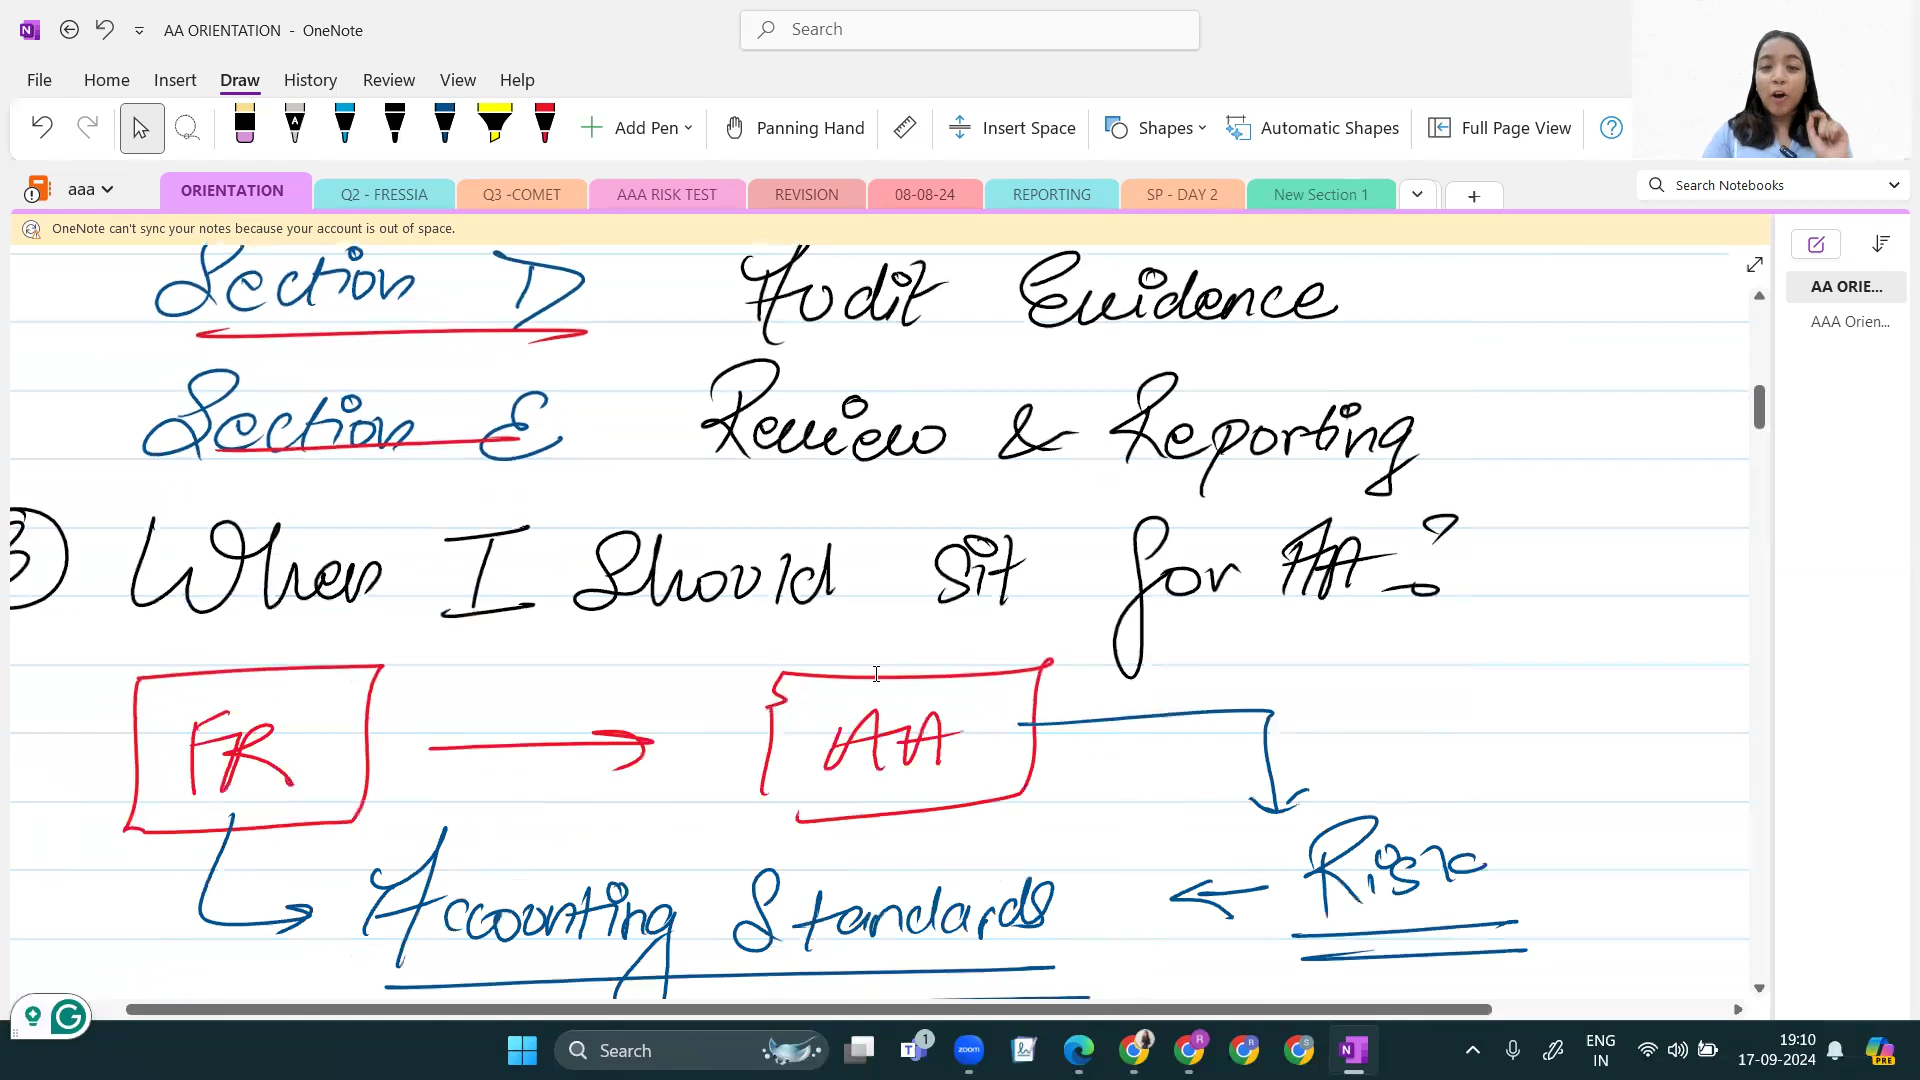 AA ORIENTATION - OneNote
Search
File Home Insert Draw History Review View Help
Add Pen Panning Hand Insert Space Shapes Automatic Shapes Full Page View
aaa ORIENTATION Q2 - FRESSIA Q3 -COMET AAA RISK TEST REVISION 08-08-24 REPORTING SP - DAY 2 New Section 1 Search Notebooks
OneNote can't sync your notes because your account is out of space.
AA ORIE...
AAA Orien...
Section D Audit Evidence
Section E Review & Reporting
3 When I Should sit for AA?
FR → AA
Risk
Accounting Standards ←
Search
zoom
1
R
S
PRE
ENG
IN
19:10
17-09-2024